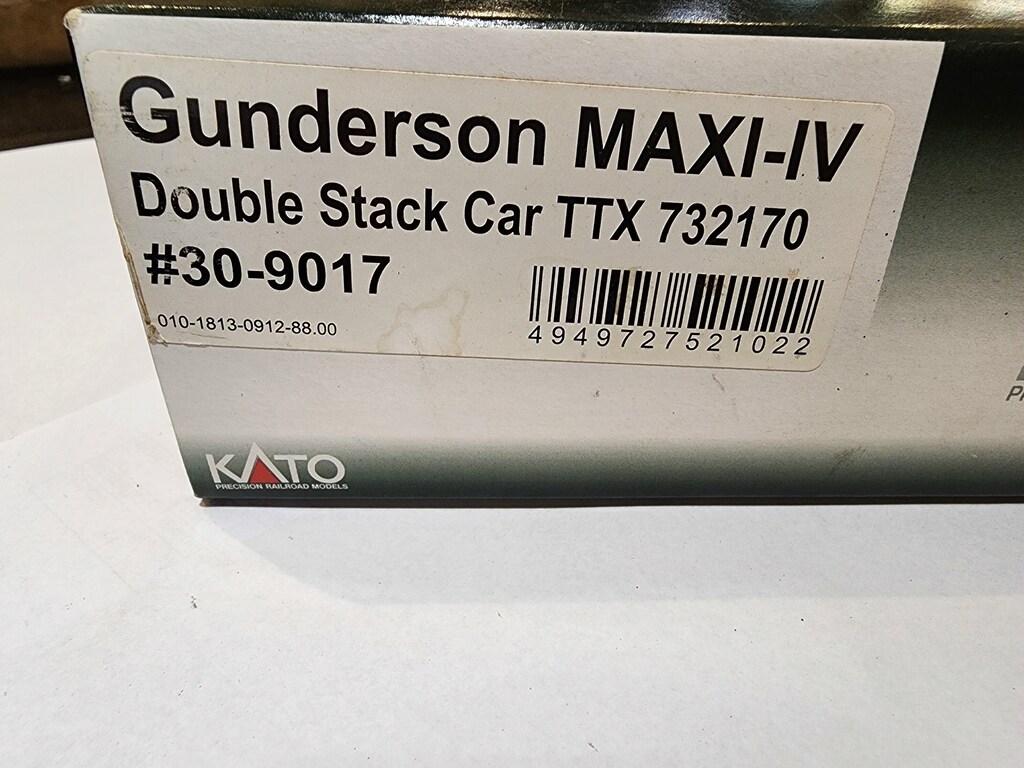 Gunderson MAXI-IV
Double Stack Car TTX 732170
#30-9017
010-1813-0912-88.00
4949727521022
KATO
PRECISION RAILROAD MODELS